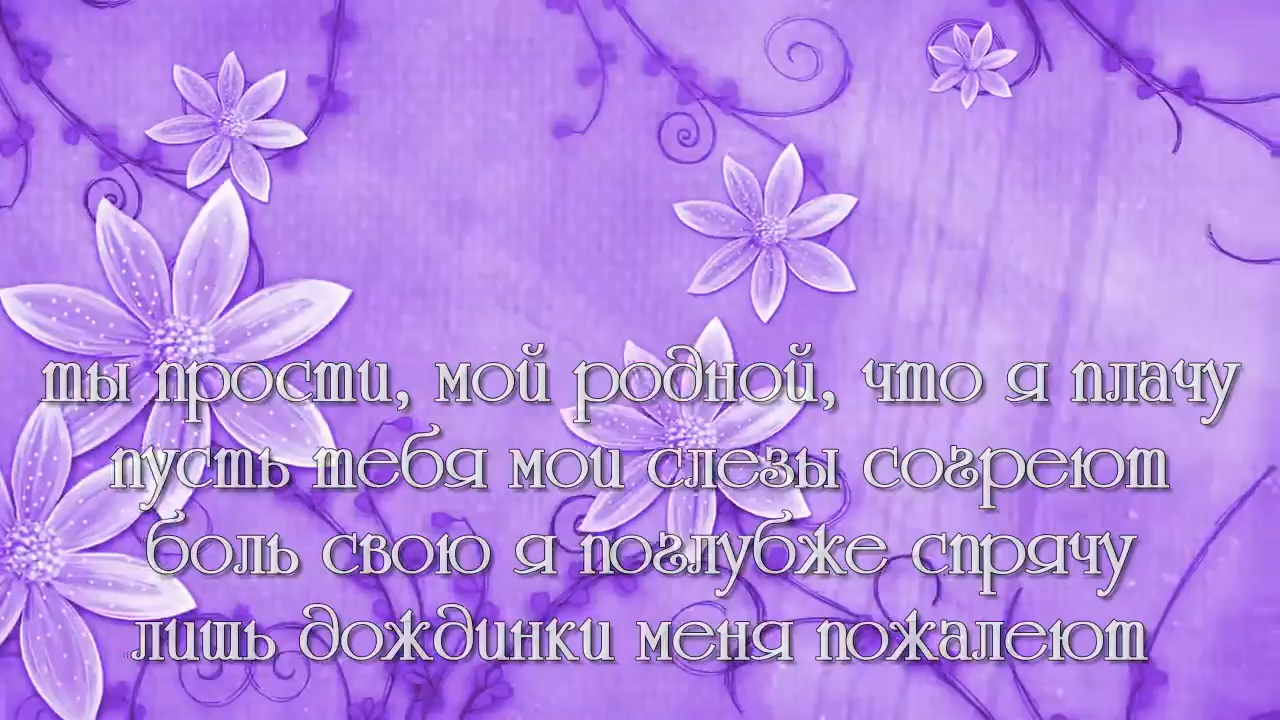 ты прости, мой родной, что я плачу
пусть тебя мои слезы согреют
боль свою я поглубже спрячу
лишь дождинки меня пожалеют